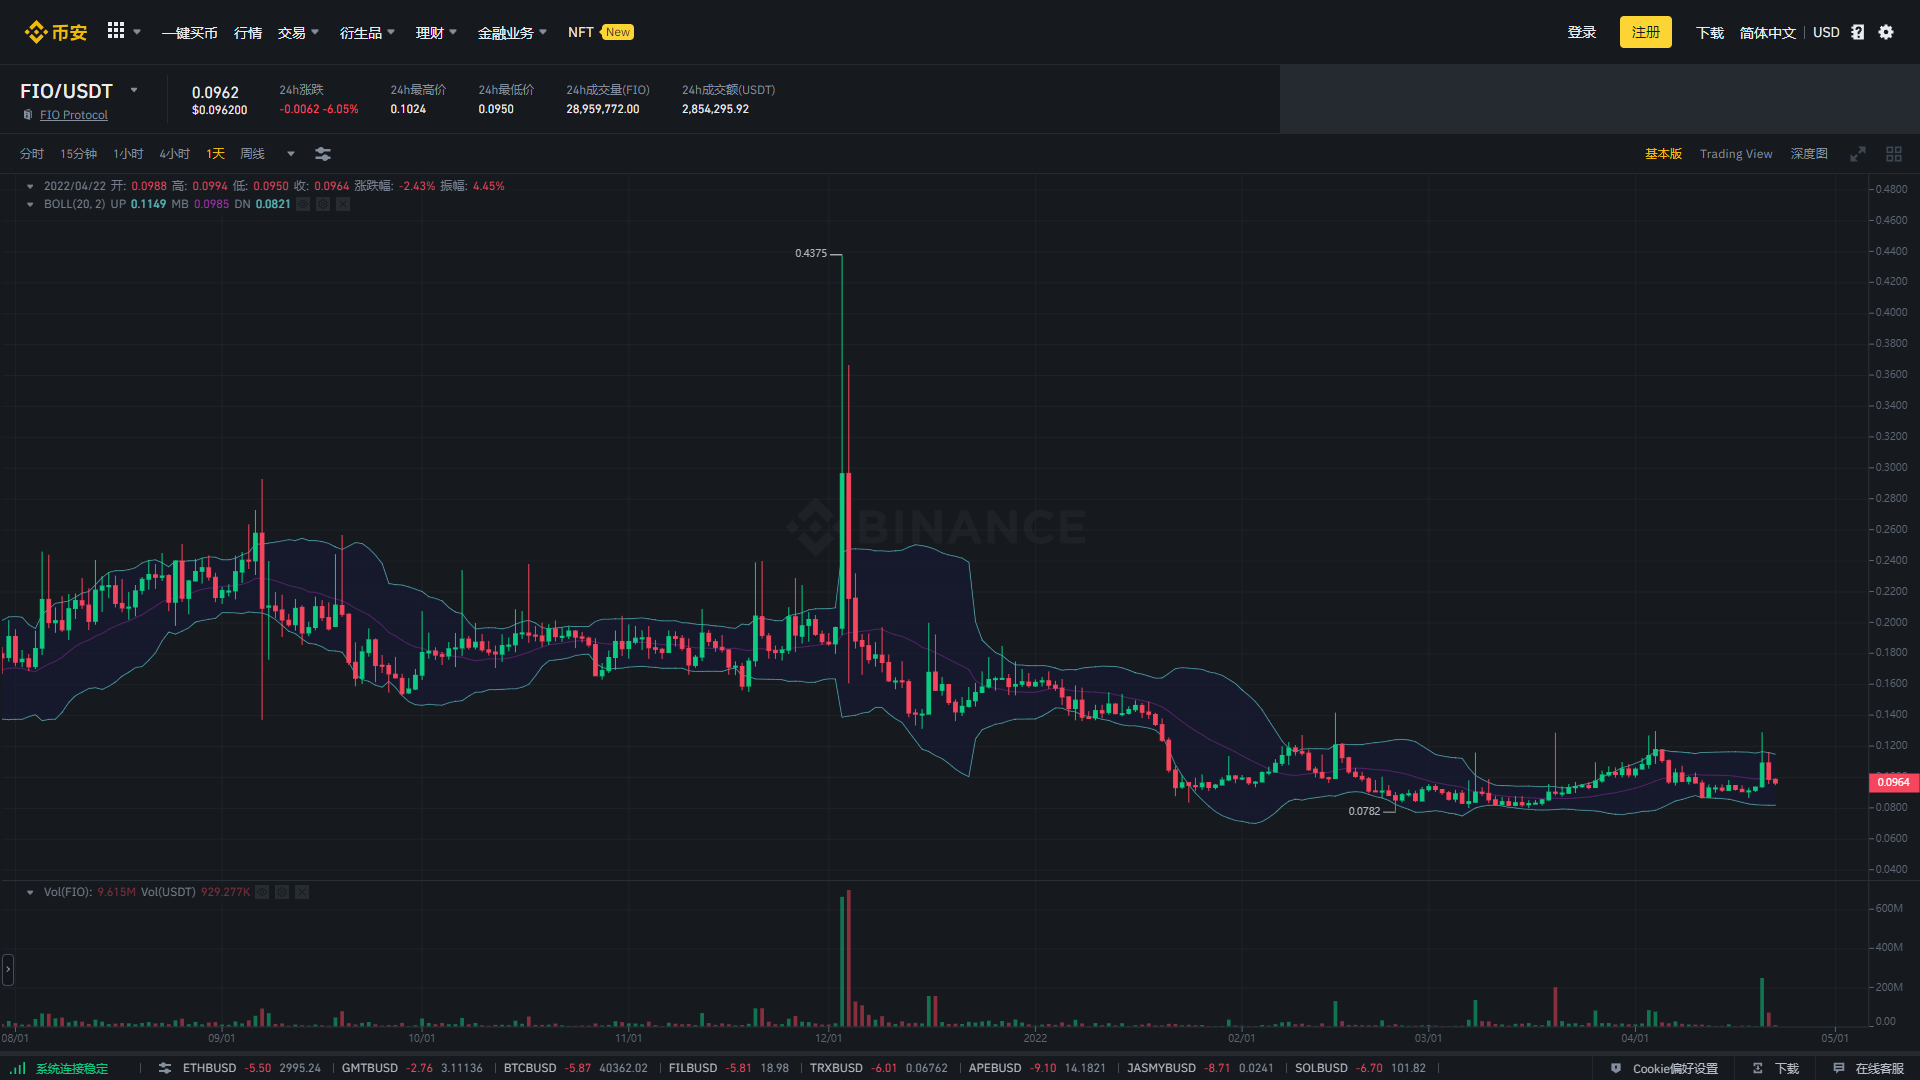 币安 一键买币 行情 交易 衍生品 理财 金融业务 NFT New 登录 注册 下载 简体中文 USD
FIO/USDT
FIO Protocol
0.0962
$0.096200
24h涨跌
-0.0062 -6.05%
24h最高价
0.1024
24h最低价
0.0950
24h成交量(FIO)
28,959,772.00
24h成交额(USDT)
2,854,295.92
分时 15分钟 1小时 4小时 1天 周线 基本版 Trading View 深度图
2022/04/22 开: 0.0988 高: 0.0994 低: 0.0950 收: 0.0964 涨跌幅: -2.43% 振幅: 4.45%
BOLL(20, 2) UP 0.1149 MB 0.0985 DN 0.0821
0.4800
0.4600
0.4400
0.4200
0.4000
0.3800
0.3600
0.3400
0.3200
0.3000
0.2800
0.2600
0.2400
0.2200
0.2000
0.1800
0.1600
0.1400
0.1200
0.0964
0.0800
0.0600
0.0400
0.4375
BINANCE
0.0782
Vol(FIO): 9.615M Vol(USDT) 929.277K
600M
400M
200M
0.00
08/01 09/01 10/01 11/01 12/01 2022 02/01 03/01 04/01 05/01
系统连接稳定 ETHBUSD -5.50 2995.24 GMTBUSD -2.76 3.11136 BTCBUSD -5.87 40362.02 FILBUSD -5.81 18.98 TRXBUSD -6.01 0.06762 APEBUSD -9.10 14.1821 JASMYBUSD -8.71 0.0241 SOLBUSD -6.70 101.82 Cookie偏好设置 下载 在线客服